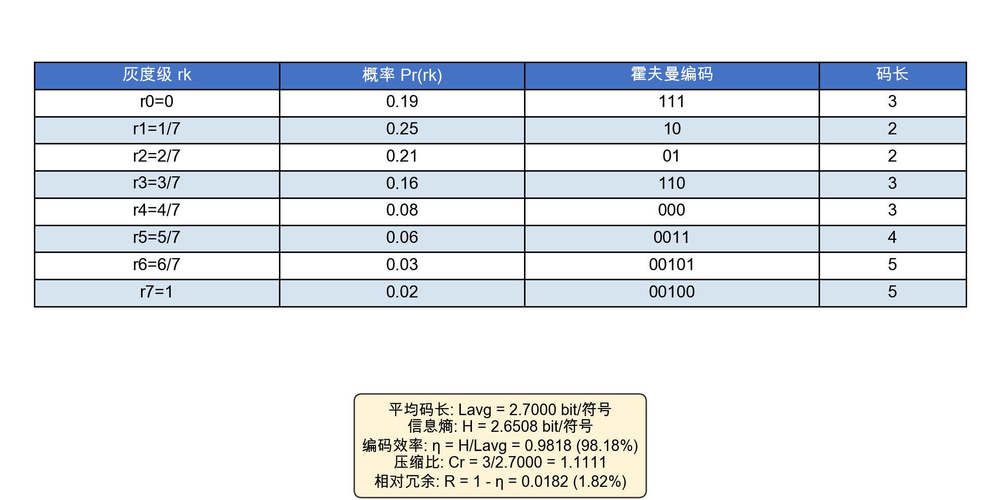 灰度级 rk 概率 Pr(rk) 霍夫曼编码 码长
r0=0 0.19 111 3
r1=1/7 0.25 10 2
r2=2/7 0.21 01 2
r3=3/7 0.16 110 3
r4=4/7 0.08 000 3
r5=5/7 0.06 0011 4
r6=6/7 0.03 00101 5
r7=1 0.02 00100 5
平均码长: Lavg = 2.7000 bit/符号
信息熵: H = 2.6508 bit/符号
编码效率: η = H/Lavg = 0.9818 (98.18%)
压缩比: Cr = 3/2.7000 = 1.1111
相对冗余: R = 1 - η = 0.0182 (1.82%)